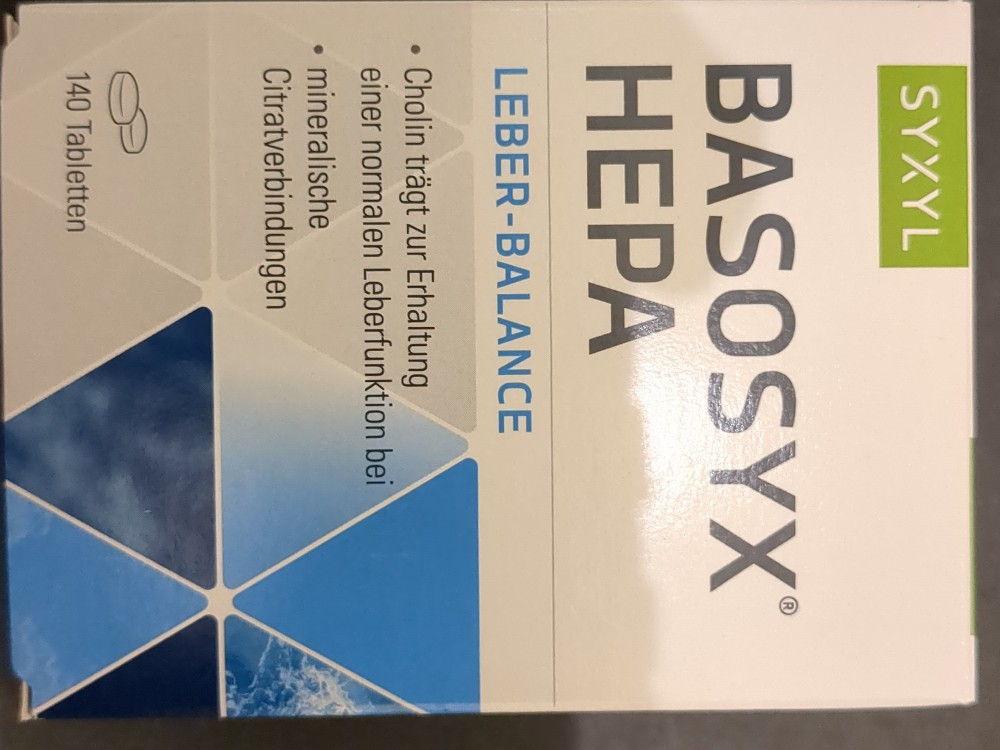 SYXYL
BASOSYX®
HEPA
LEBER-BALANCE
• Cholin trägt zur Erhaltung
einer normalen Leberfunktion bei
• mineralische
Citratverbindungen
140 Tabletten